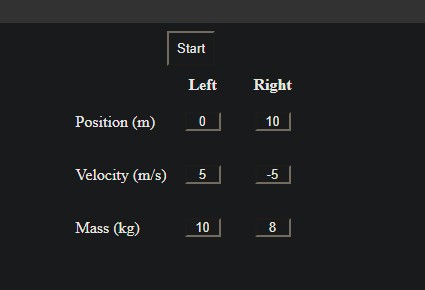 Start
Left Right
Position (m) 0 10
Velocity (m/s) 5 -5
Mass (kg) 10 8